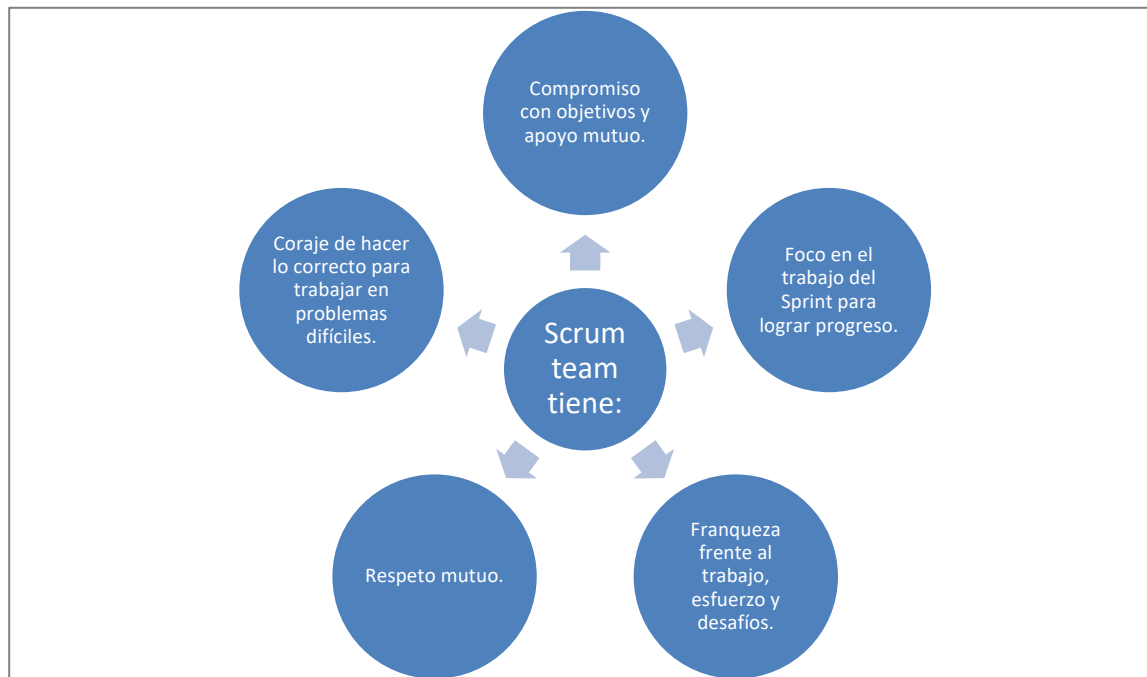 Compromiso
con objetivos y
apoyo mutuo.
Coraje de hacer
lo correcto para
trabajar en
problemas
difíciles.
Foco en el
trabajo del
Sprint para
lograr progreso.
Scrum
team
tiene:
Respeto mutuo.
Franqueza
frente al
trabajo,
esfuerzo y
desafíos.